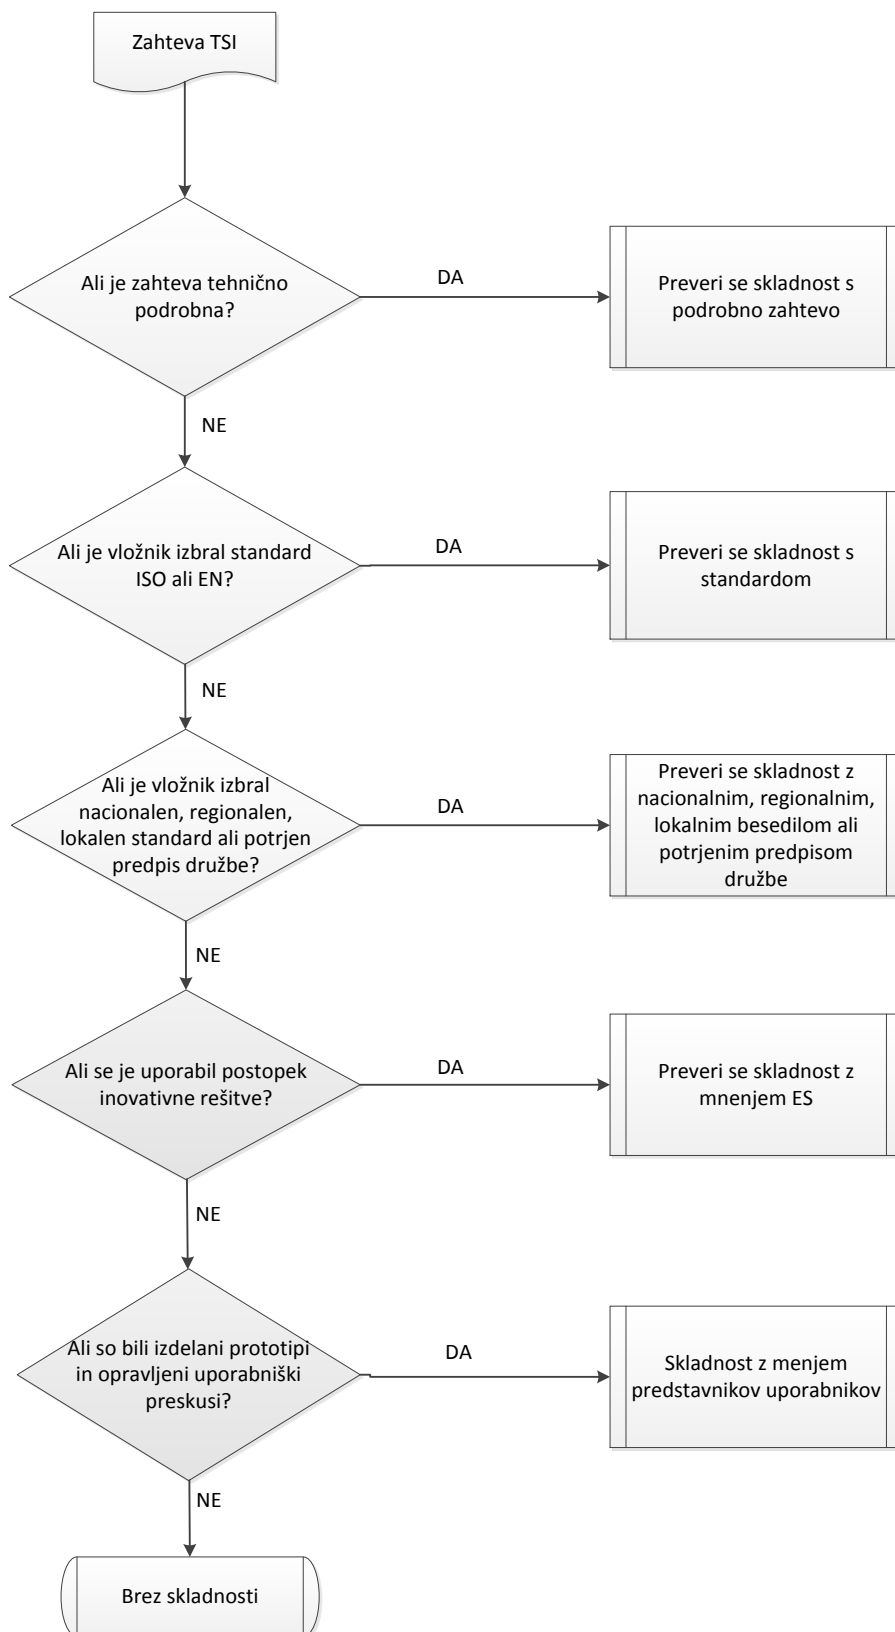 Zahteva TSI
Ali je zahteva tehnično
podrobna?
DA
Preveri se skladnost s
podrobno zahtevo
NE
Ali je vložnik izbral standard
ISO ali EN?
DA
Preveri se skladnost s
standardom
NE
Ali je vložnik izbral
nacionalen, regionalen,
lokalen standard ali potrjen
predpis družbe?
DA
Preveri se skladnost z
nacionalnim, regionalnim,
lokalnim besedilom ali
potrjenim predpisom
družbe
NE
Ali se je uporabil postopek
inovativne rešitve?
DA
Preveri se skladnost z
mnenjem ES
NE
Ali so bili izdelani prototipi
in opravljeni uporabniški
preskusi?
DA
Skladnost z menjem
predstavnikov uporabnikov
NE
Brez skladnosti